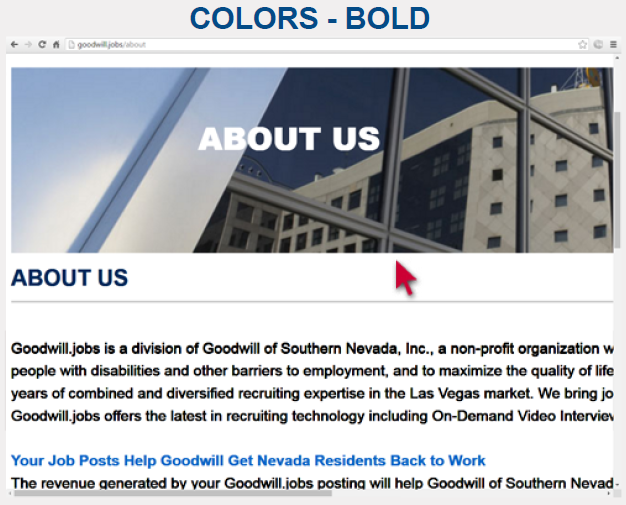 COLORS - BOLD
goodwill.jobs/about
ABOUT US
ABOUT US
Goodwill.jobs is a division of Goodwill of Southern Nevada, Inc., a non-profit organization w
people with disabilities and other barriers to employment, and to maximize the quality of life
years of combined and diversified recruiting expertise in the Las Vegas market. We bring jo
Goodwill.jobs offers the latest in recruiting technology including On-Demand Video Interview
Your Job Posts Help Goodwill Get Nevada Residents Back to Work
The revenue generated by your Goodwill.jobs posting will help Goodwill of Southern Nevad